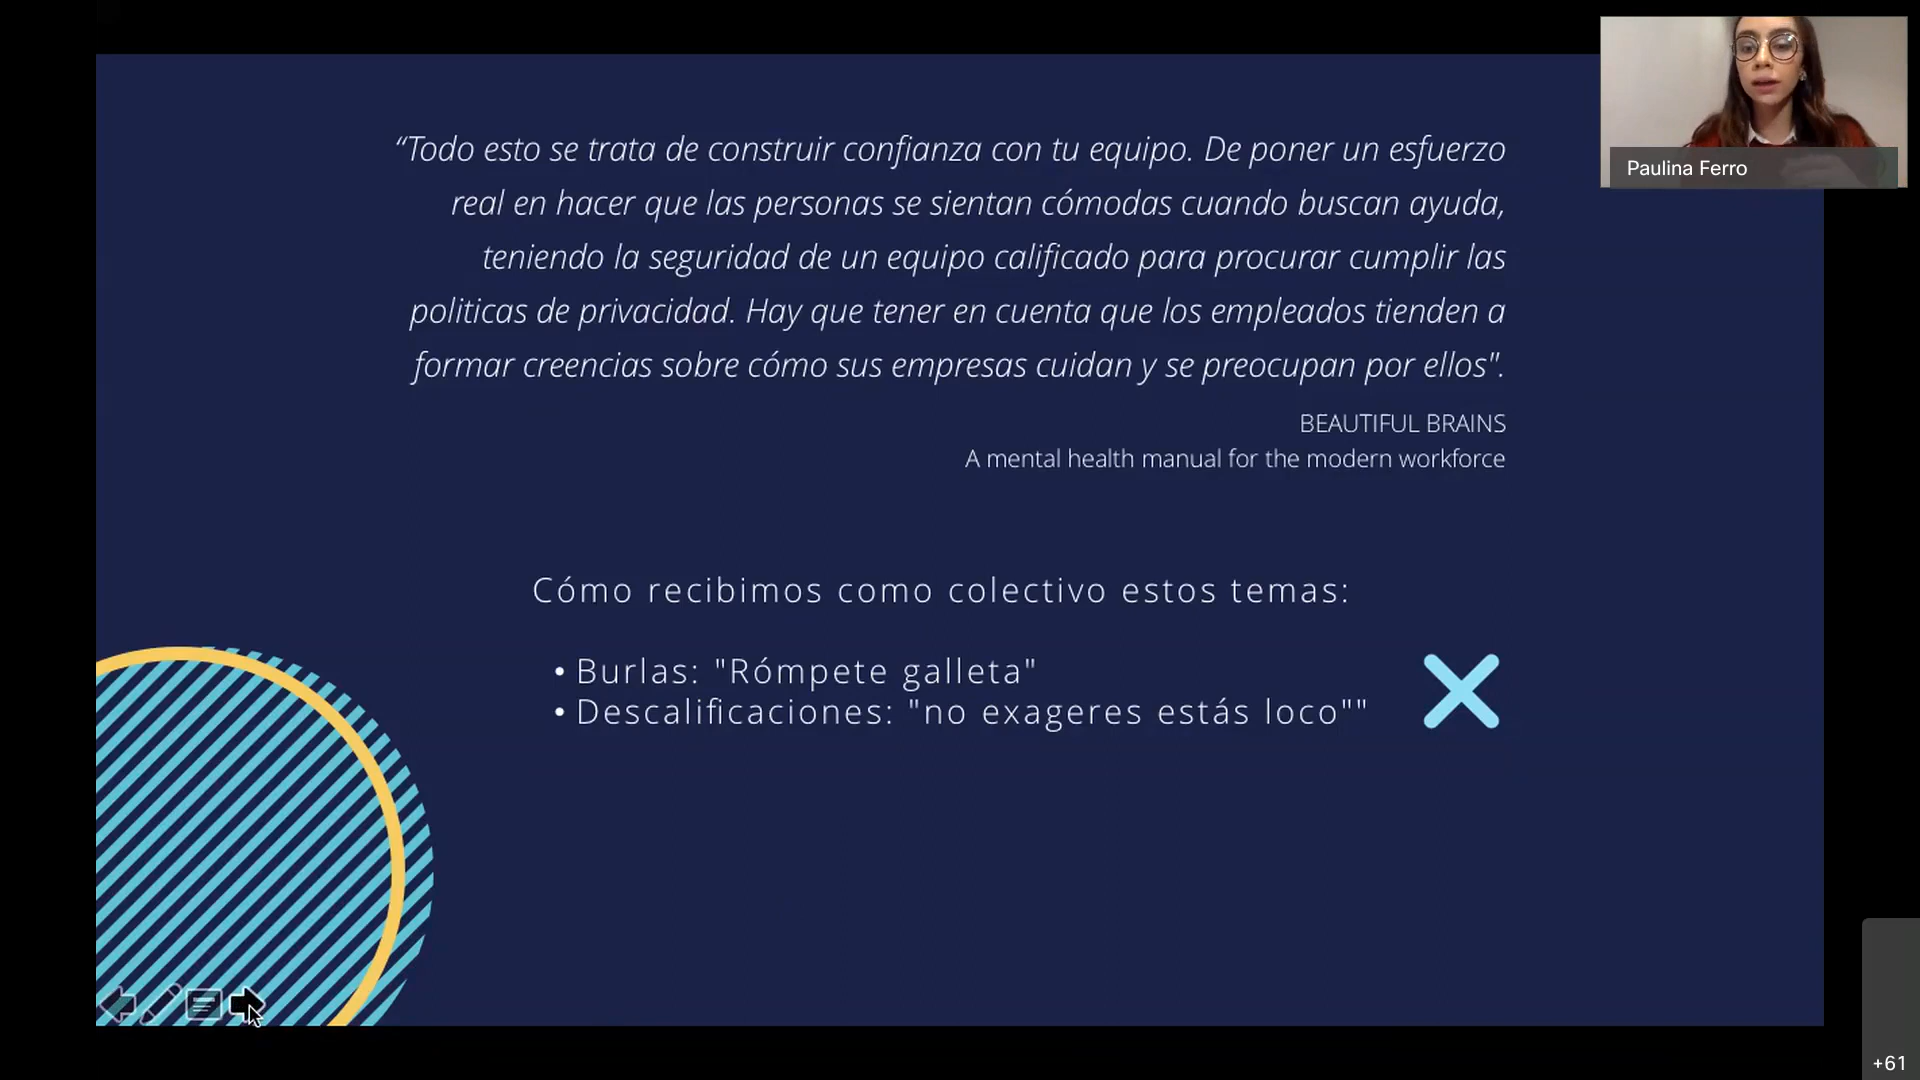 Paulina Ferro
“Todo esto se trata de construir confianza con tu equipo. De poner un esfuerzo
real en hacer que las personas se sientan cómodas cuando buscan ayuda,
teniendo la seguridad de un equipo calificado para procurar cumplir las
politicas de privacidad. Hay que tener en cuenta que los empleados tienden a
formar creencias sobre cómo sus empresas cuidan y se preocupan por ellos".
BEAUTIFUL BRAINS
A mental health manual for the modern workforce
Cómo recibimos como colectivo estos temas:
• Burlas: "Rómpete galleta"
• Descalificaciones: "no exageres estás loco""
+61